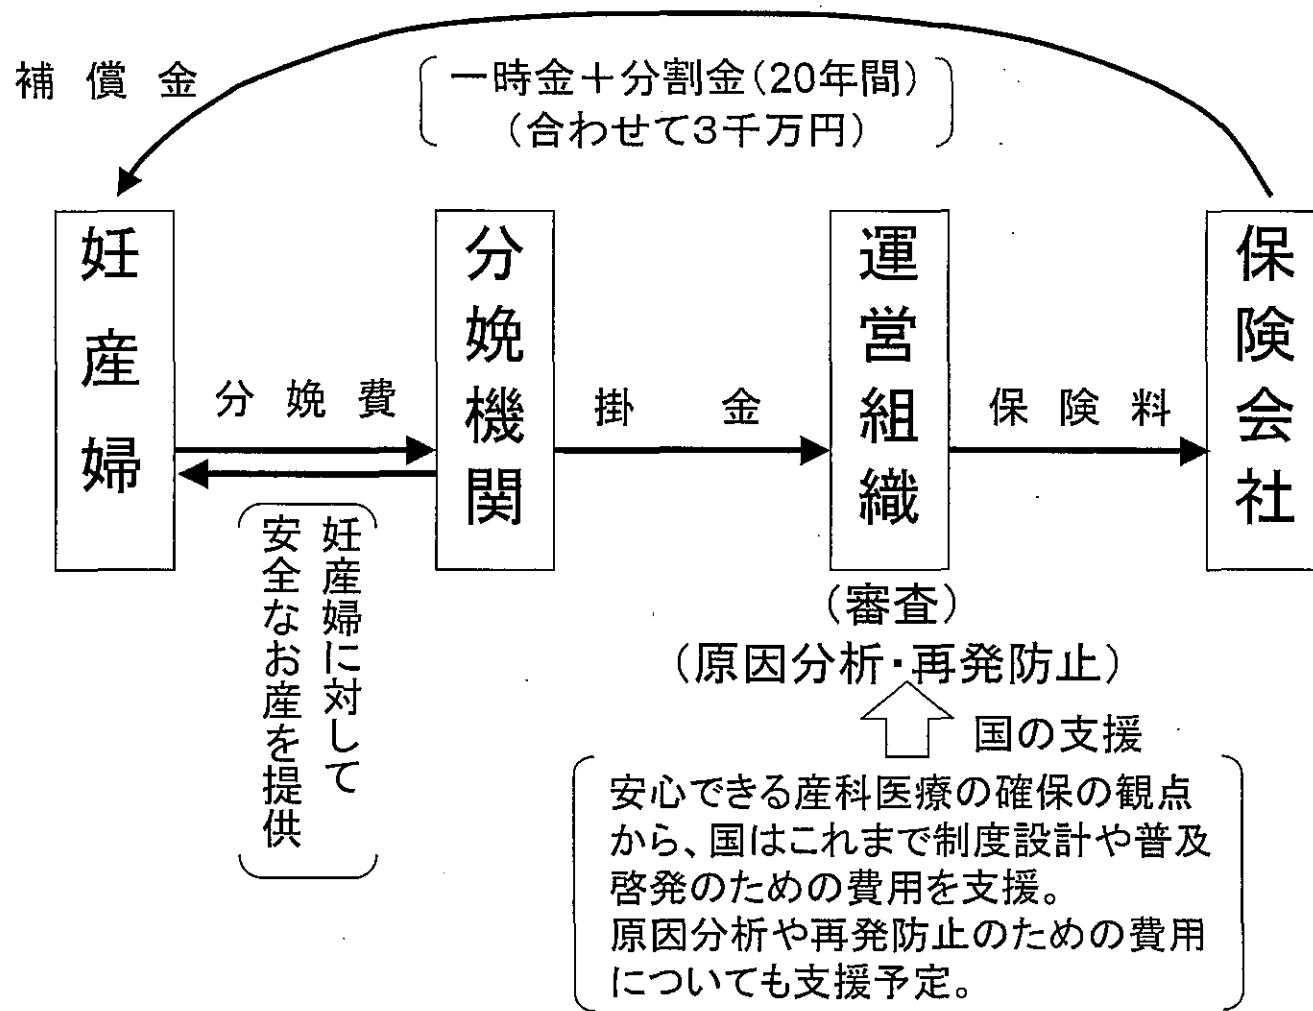 補償金
一時金＋分割金（20年間）
（合わせて3千万円）
妊産婦
分娩機関
運営組織
保険会社
分娩費
掛金
保険料
妊産婦に対して
安全なお産を提供
（審査）
（原因分析・再発防止）
国の支援
安心できる産科医療の確保の観点
から、国はこれまで制度設計や普及
啓発のための費用を支援。
原因分析や再発防止のための費用
についても支援予定。